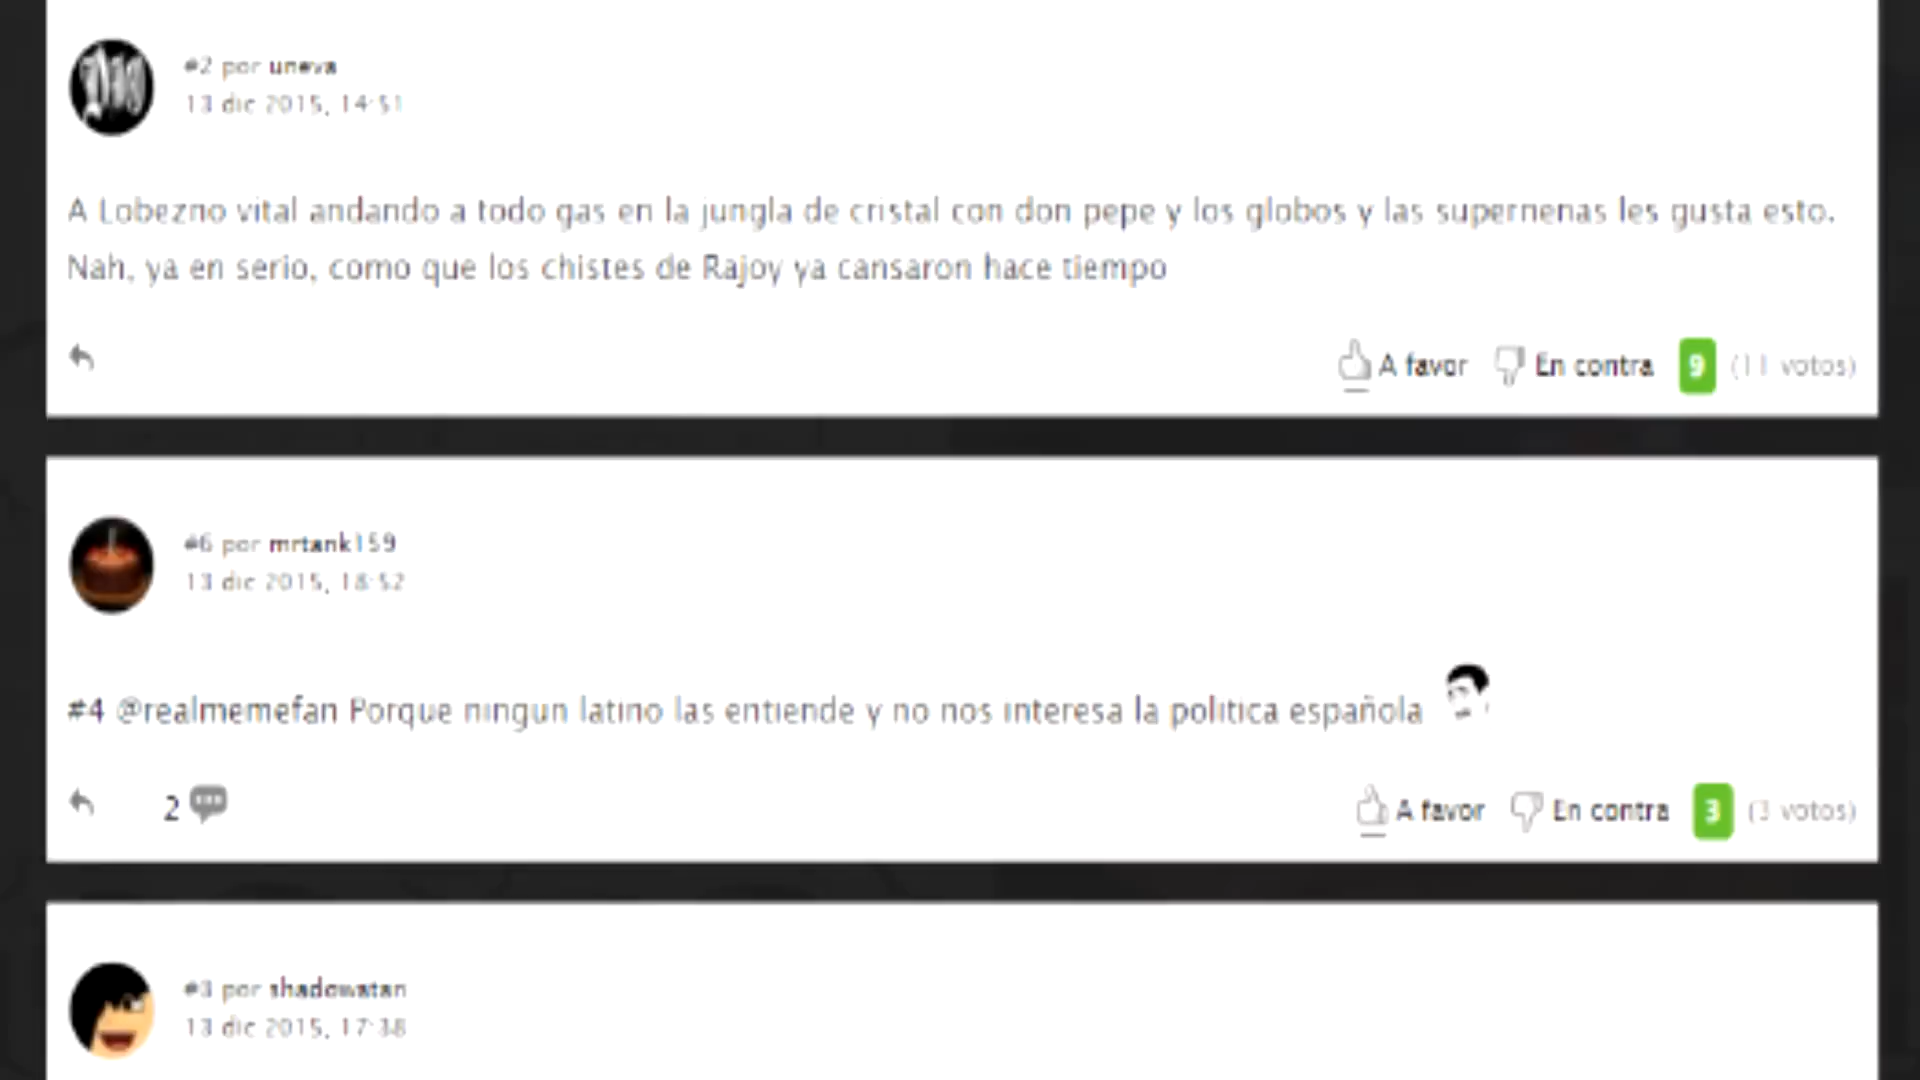 #2 por uneva
13 dic 2015, 14:51
A Lobezno vital andando a todo gas en la jungla de cristal con don pepe y los globos y las supernenas les gusta esto.
Nah, ya en serio, como que los chistes de Rajoy ya cansaron hace tiempo
A favor En contra 9 (11 votos)
#6 por mrtank159
13 dic 2015, 18:52
#4 @realmemefan Porque ningun latino las entiende y no nos interesa la politica española
2 A favor En contra 3 (3 votos)
#3 por shadowatan
13 dic 2015, 17:38